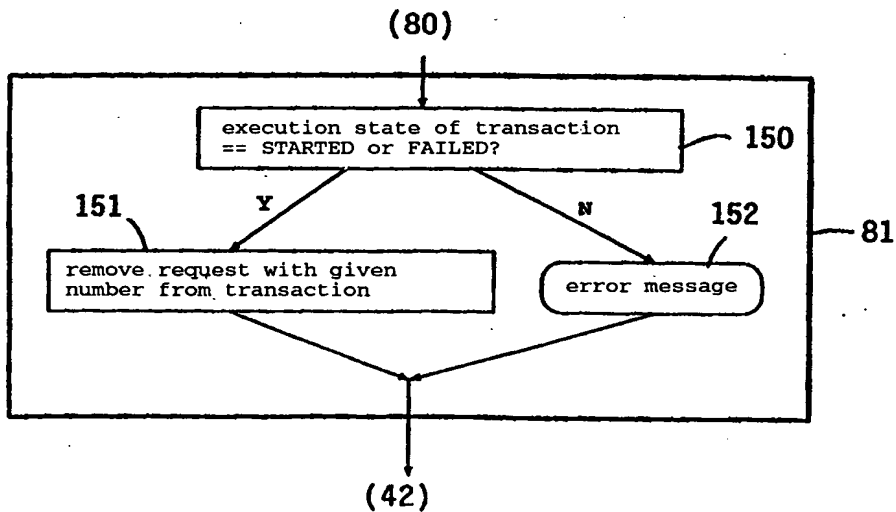 (80)
execution state of transaction
== STARTED or FAILED?
150
Y
N
151
152
81
remove request with given
number from transaction
error message
(42)